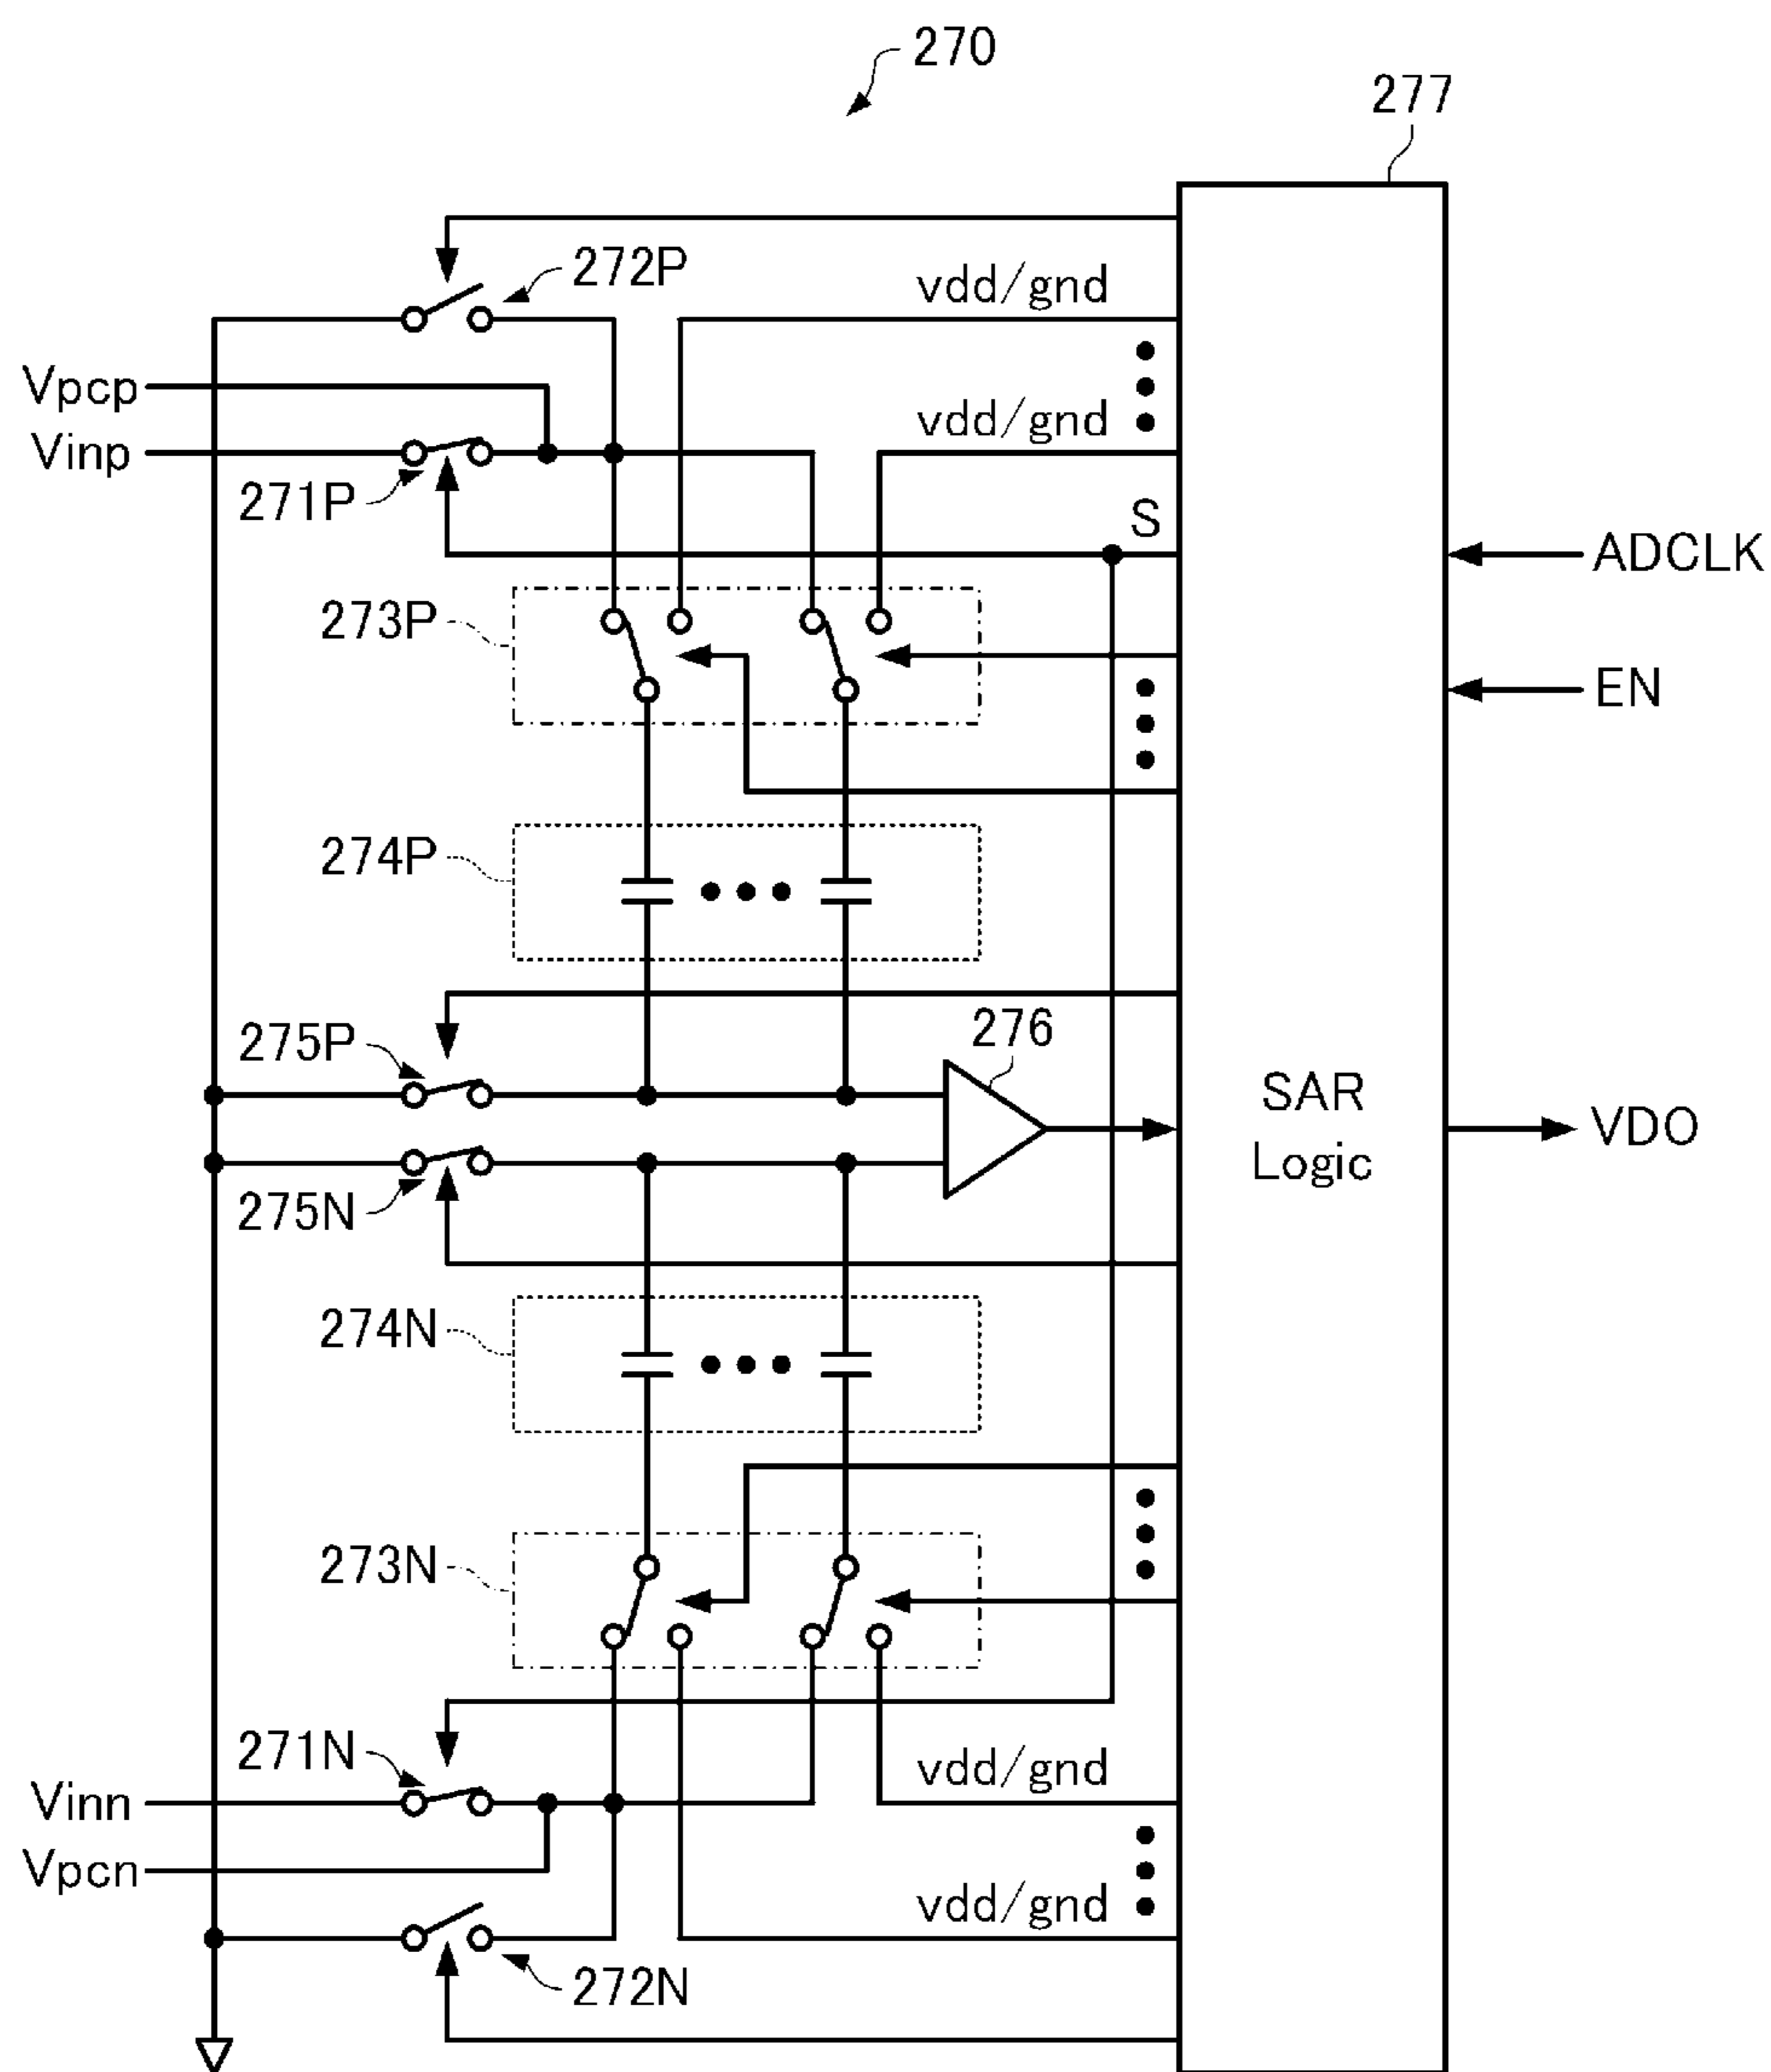 270
277
272P
vdd/gnd
Vpcp
vdd/gnd
Vinp
271P
S
ADCLK
273P
EN
274P
275P
276
SAR
Logic
VDO
275N
274N
273N
271N
vdd/gnd
Vinn
Vpcn
vdd/gnd
272N